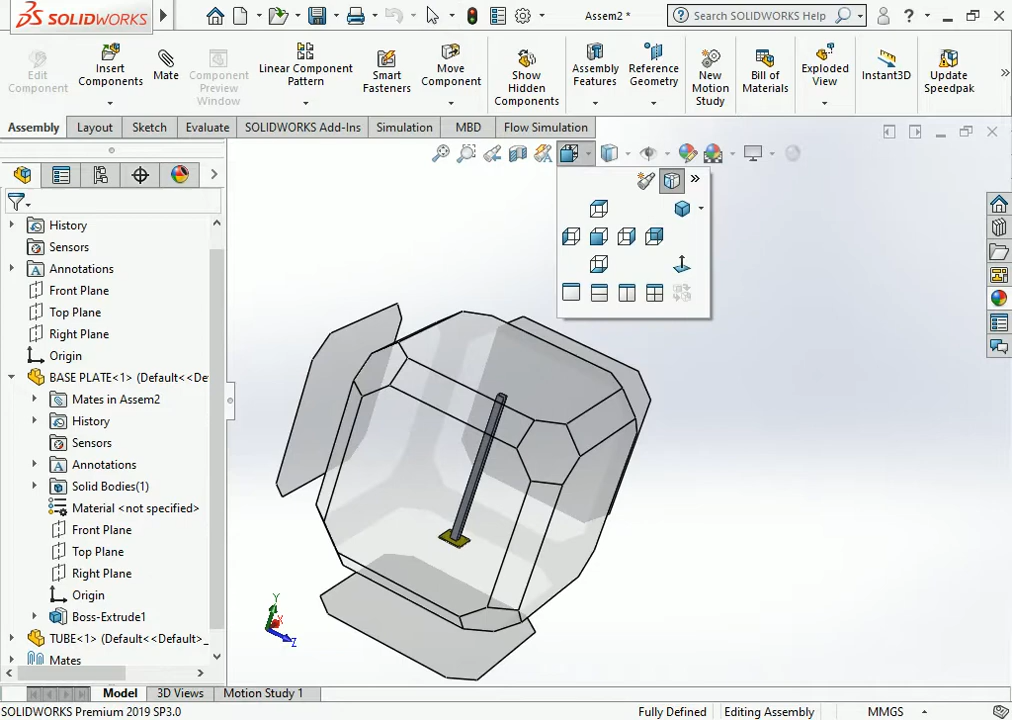 SOLIDWORKS
Assem2 *
Search SOLIDWORKS Help
Edit Component
Insert Components
Mate
Component Preview Window
Linear Component Pattern
Smart Fasteners
Move Component
Show Hidden Components
Assembly Features
Reference Geometry
New Motion Study
Bill of Materials
Exploded View
Instant3D
Update Speedpak
Assembly
Layout
Sketch
Evaluate
SOLIDWORKS Add-Ins
Simulation
MBD
Flow Simulation
History
Sensors
Annotations
Front Plane
Top Plane
Right Plane
Origin
BASE PLATE<1> (Default<<De
Mates in Assem2
History
Sensors
Annotations
Solid Bodies(1)
Material <not specified>
Front Plane
Top Plane
Right Plane
Origin
Boss-Extrude1
TUBE<1> (Default<<Default>_
Mates
Y
X
Z
Model
3D Views
Motion Study 1
SOLIDWORKS Premium 2019 SP3.0
Fully Defined
Editing Assembly
MMGS